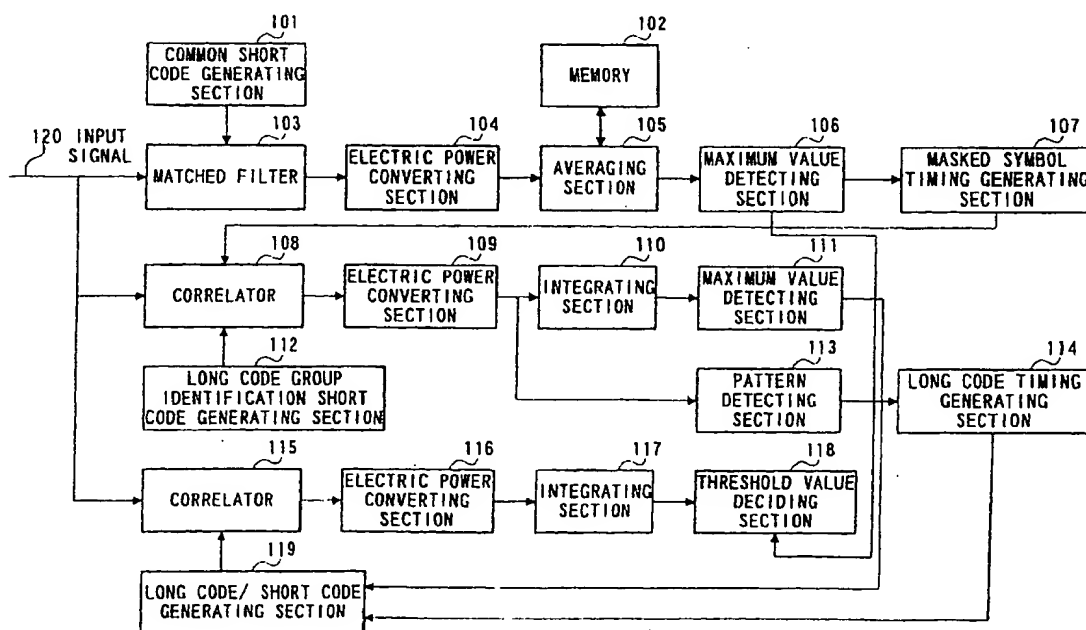 101
COMMON SHORT
CODE GENERATING
SECTION
102
MEMORY
120 INPUT
SIGNAL
103
MATCHED FILTER
104
ELECTRIC POWER
CONVERTING
SECTION
105
AVERAGING
SECTION
106
MAXIMUM VALUE
DETECTING
SECTION
107
MASKED SYMBOL
TIMING GENERATING
SECTION
108
CORRELATOR
109
ELECTRIC POWER
CONVERTING
SECTION
110
INTEGRATING
SECTION
111
MAXIMUM VALUE
DETECTING
SECTION
112
LONG CODE GROUP
IDENTIFICATION SHORT
CODE GENERATING SECTION
113
PATTERN
DETECTING
SECTION
114
LONG CODE TIMING
GENERATING
SECTION
115
CORRELATOR
116
ELECTRIC POWER
CONVERTING
SECTION
117
INTEGRATING
SECTION
118
THRESHOLD VALUE
DECIDING
SECTION
119
LONG CODE/ SHORT CODE
GENERATING SECTION